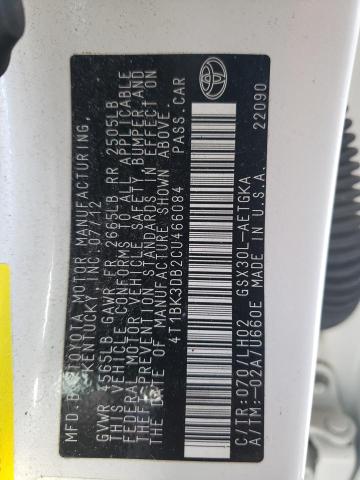 MFD. BY TOYOTA MOTOR MANUFACTURING,
KENTUCKY, INC. 07/12
GVWR 4565LB GAWR FR 2665LB RR 2505LB
THIS VEHICLE CONFORMS TO ALL APPLICABLE
FEDERAL MOTOR VEHICLE SAFETY, BUMPER AND
THEFT PREVENTION STANDARDS IN EFFECT ON
THE DATE OF MANUFACTURE SHOWN ABOVE.
4T1BK3DB2CU466084 PASS.CAR
C/TR:070/LH02 GSX30L-AETGKA
A/TM:-02A/U660E MADE IN U.S.A. 22090
TOYOTA